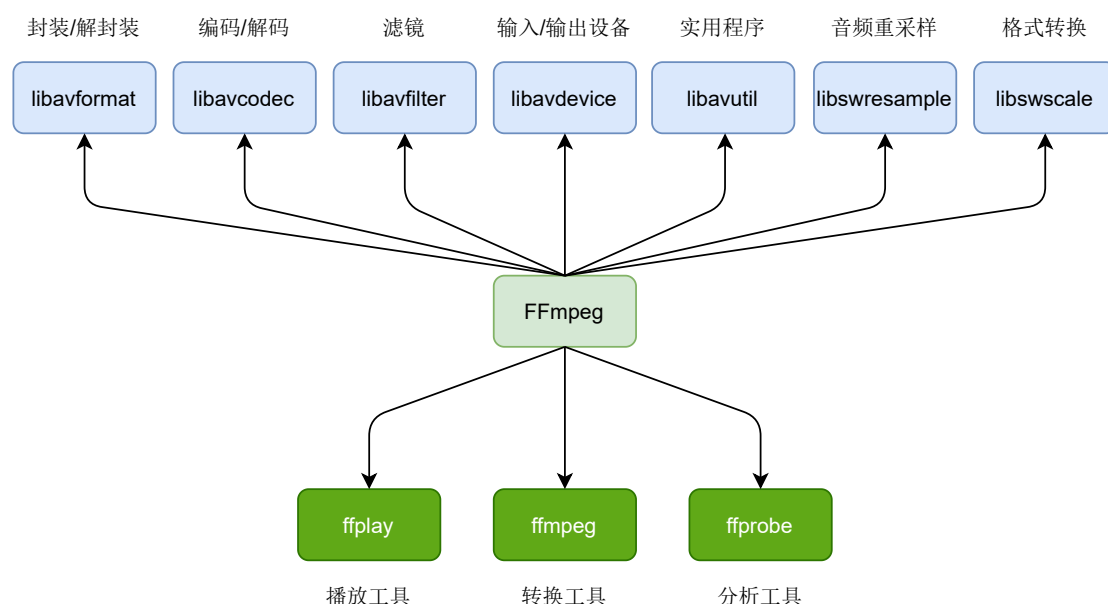 封装/解封装 编码/解码 滤镜 输入/输出设备 实用程序 音频重采样 格式转换
libavformat libavcodec libavfilter libavdevice libavutil libswresample libswscale
FFmpeg
ffplay ffmpeg ffprobe
播放工具 转换工具 分析工具